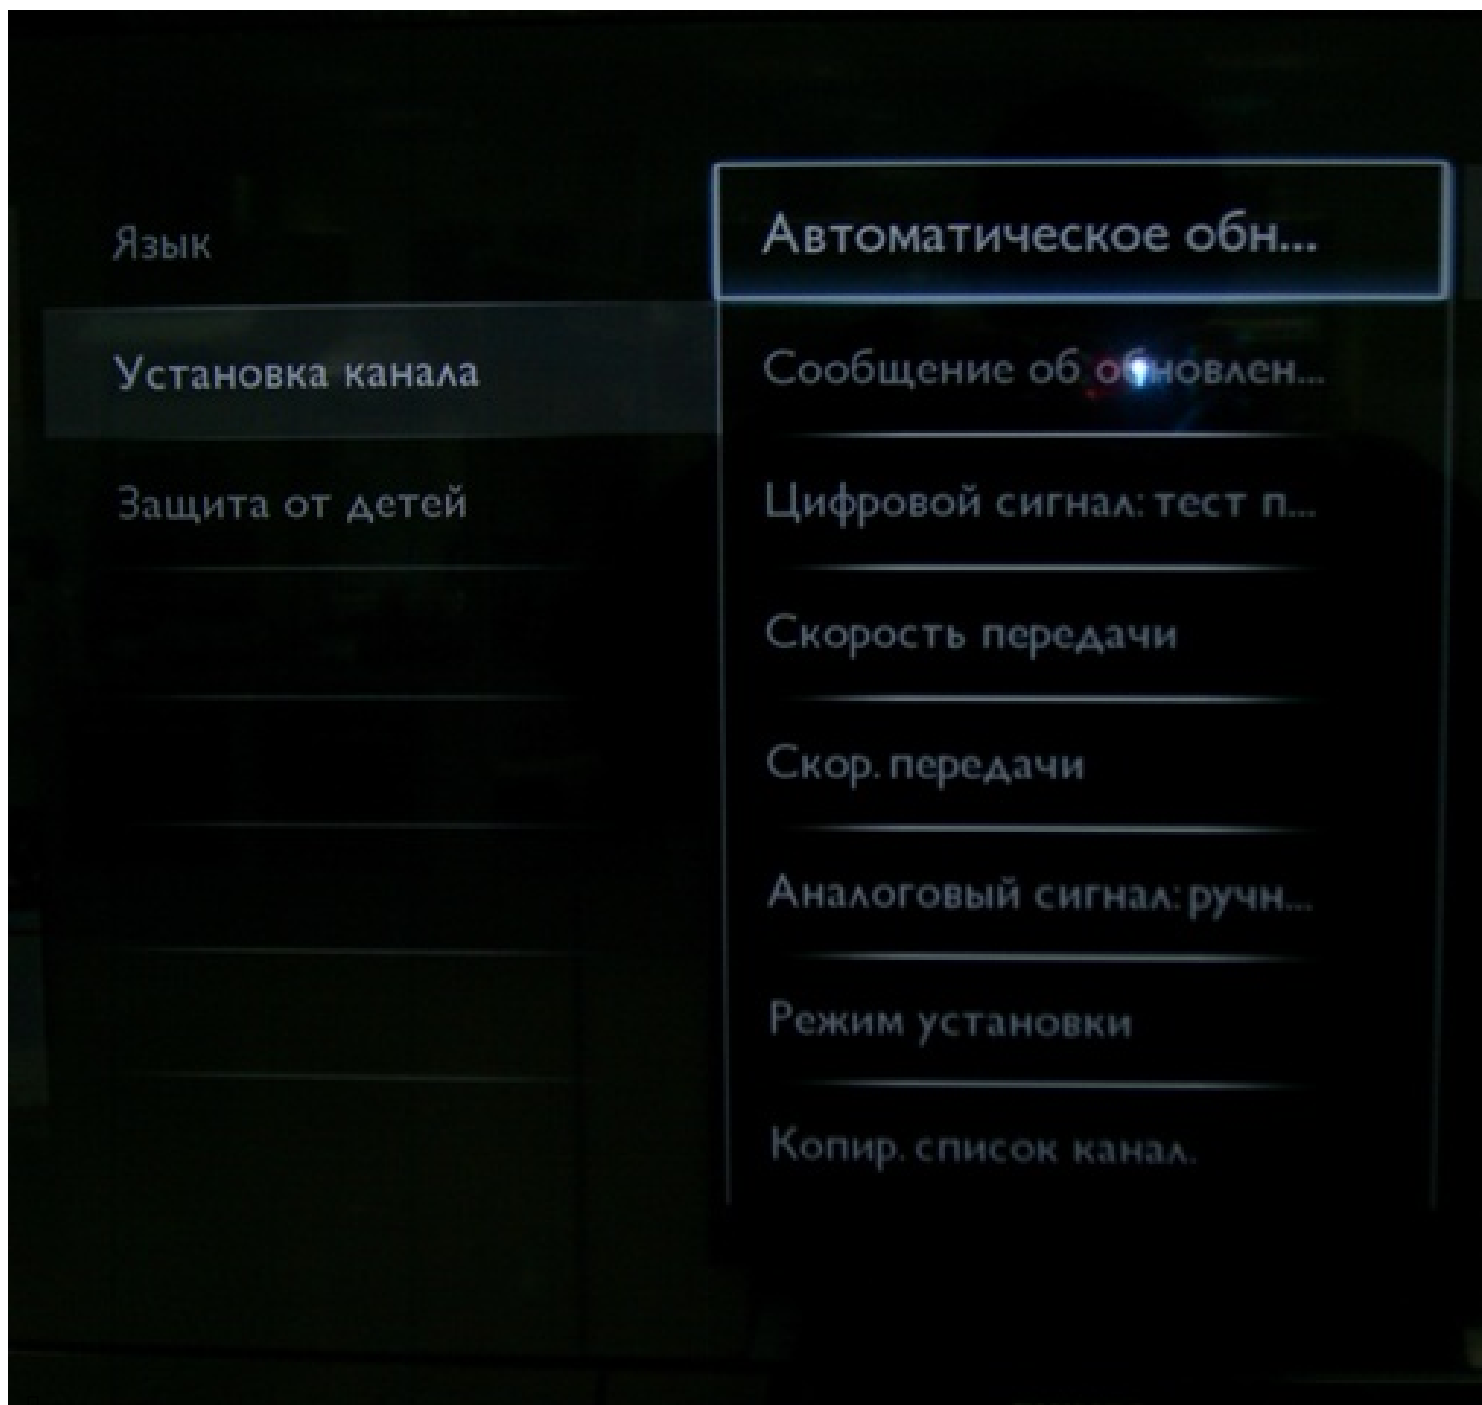 Язык
Установка канала
Защита от детей
Автоматическое обн...
Сообщение об обновлен...
Цифровой сигнал: тест п...
Скорость передачи
Скор. передачи
Аналоговый сигнал: ручн...
Режим установки
Копир. список канал.